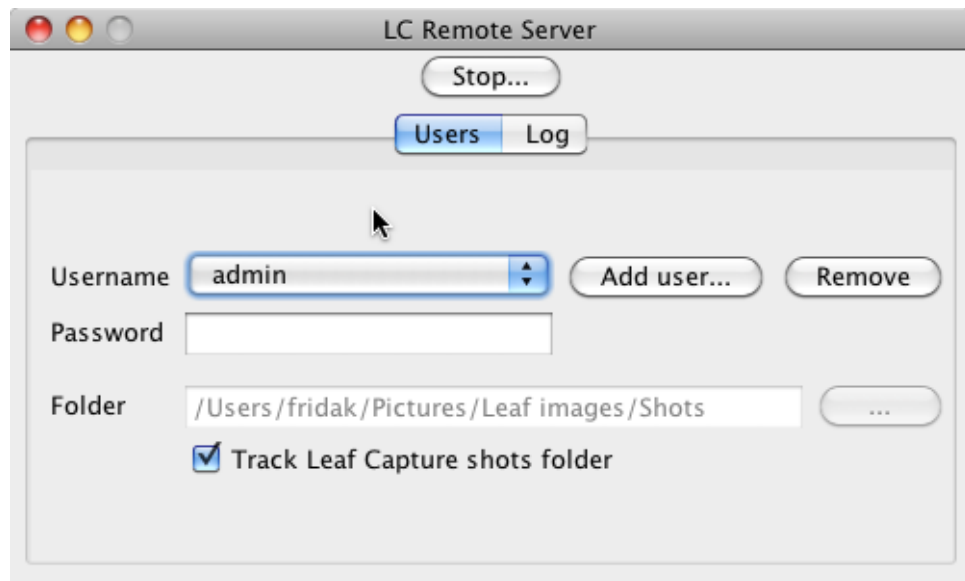 LC Remote Server
Stop...
Users Log
Username admin Add user... Remove
Password
Folder /Users/fridak/Pictures/Leaf images/Shots ...
Track Leaf Capture shots folder